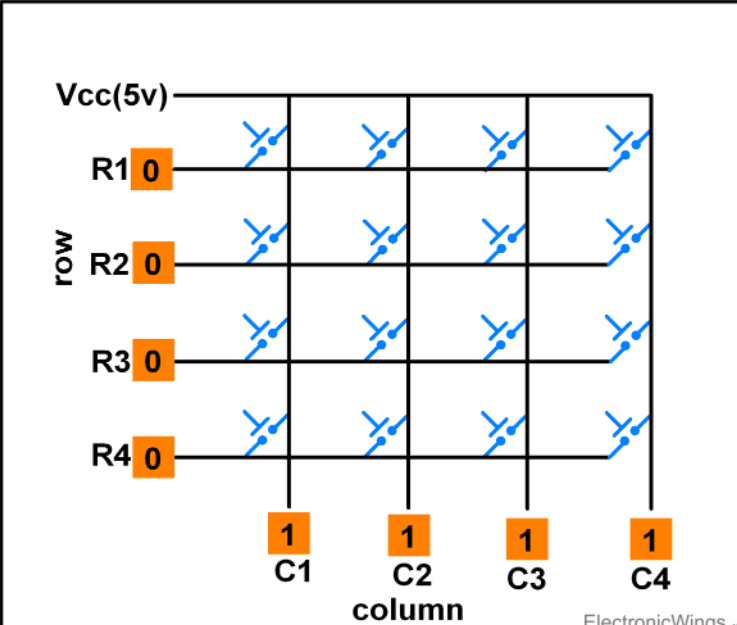 Vcc(5v)
R1 0
row
R2 0
R3 0
R4 0
1 1 1 1
C1 C2 C3 C4
column
ElectronicWings